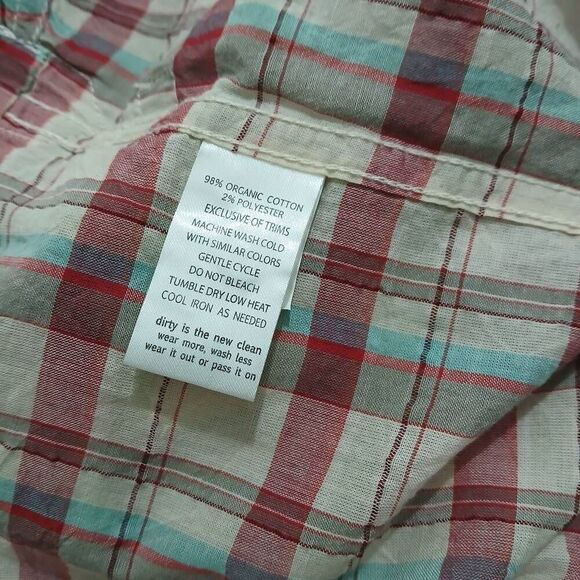 98% ORGANIC COTTON
2% POLYESTER
EXCLUSIVE OF TRIMS
MACHINE WASH COLD
WITH SIMILAR COLORS
GENTLE CYCLE
DO NOT BLEACH
TUMBLE DRY LOW HEAT
COOL IRON AS NEEDED
dirty is the new clean
wear more, wash less
wear it out or pass it on